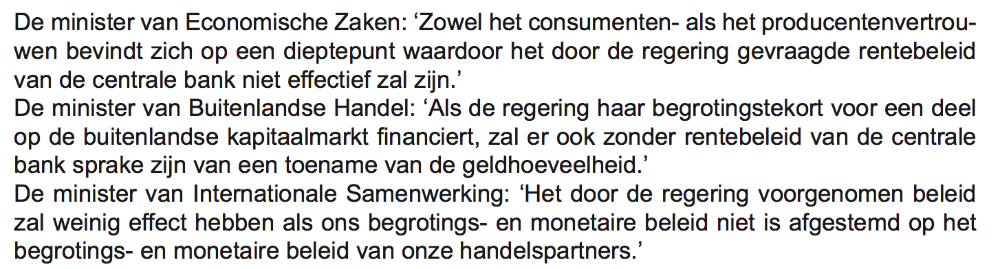 De minister van Economische Zaken: ‘Zowel het consumenten- als het producentenvertrou-
wen bevindt zich op een dieptepunt waardoor het door de regering gevraagde rentebeleid
van de centrale bank niet effectief zal zijn.’
De minister van Buitenlandse Handel: ‘Als de regering haar begrotingstekort voor een deel
op de buitenlandse kapitaalmarkt financiert, zal er ook zonder rentebeleid van de centrale
bank sprake zijn van een toename van de geldhoeveelheid.’
De minister van Internationale Samenwerking: ‘Het door de regering voorgenomen beleid
zal weinig effect hebben als ons begrotings- en monetaire beleid niet is afgestemd op het
begrotings- en monetaire beleid van onze handelspartners.’